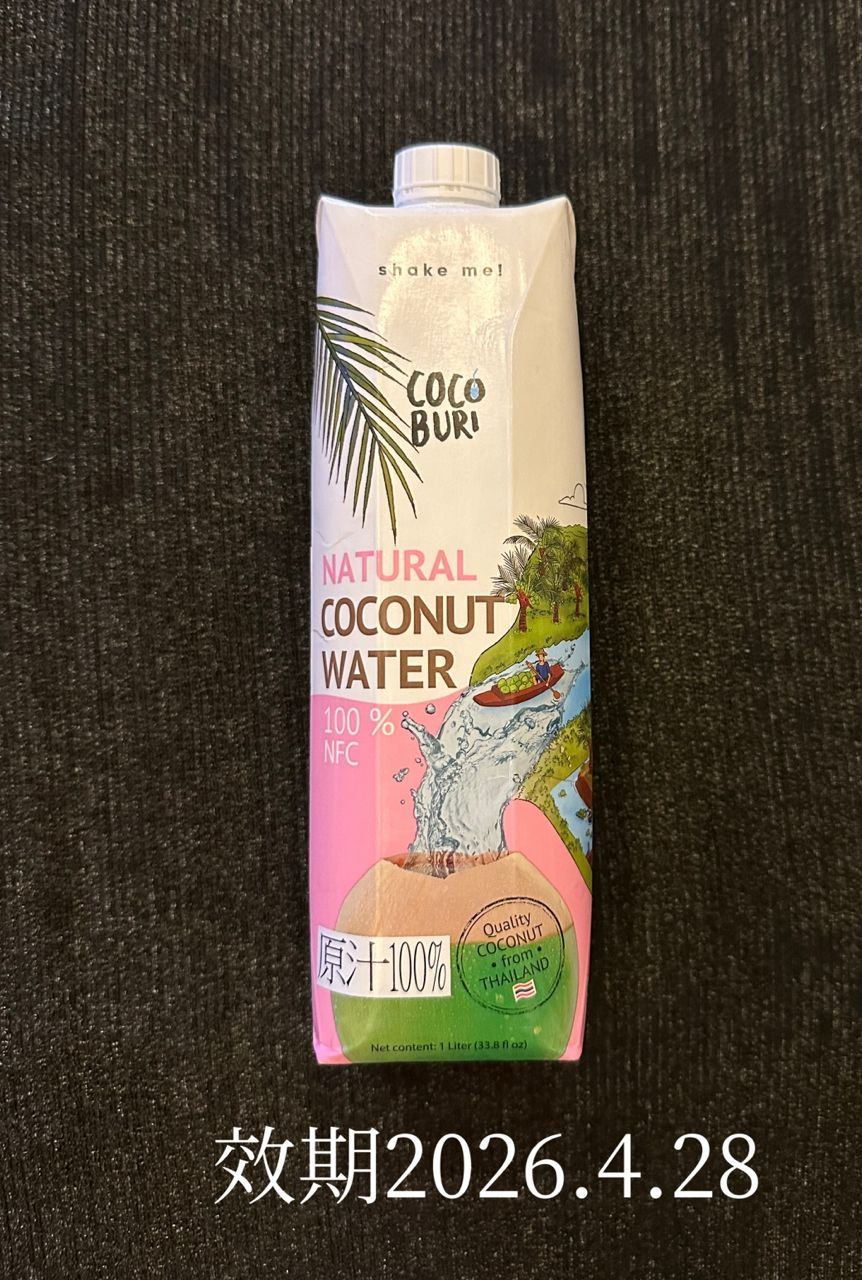 shake me!
COCO
BURI
NATURAL
COCONUT
WATER
100 %
NFC
原汁100%
Quality
COCONUT
• from •
THAILAND
Net content: 1 Liter (33.8 fl oz)
效期2026.4.28